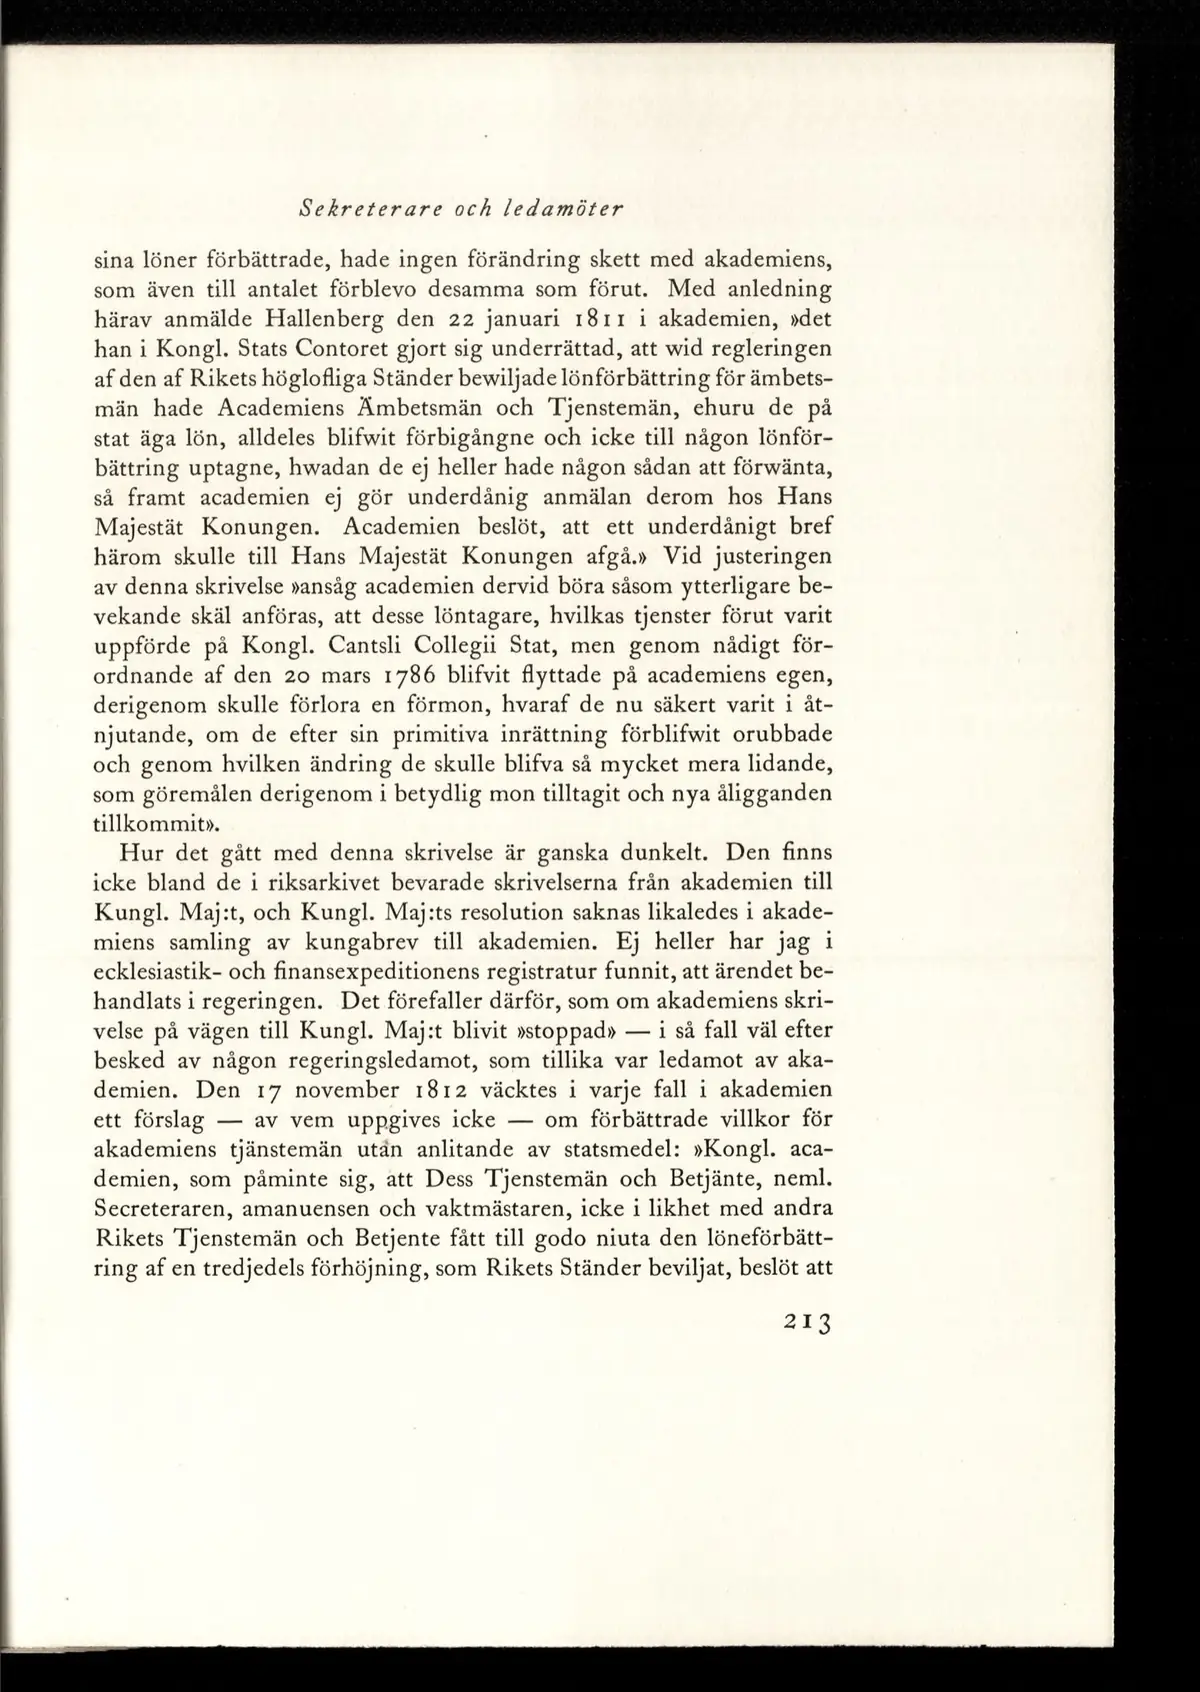 Sekreterare och ledamöter
sina löner förbättrade, hade ingen förändring skett med akademiens,
som även till antalet förblevo desamma som förut. Med anledning
härav anmälde Hallenberg den 22 januari 1811 i akademien, »det
han i Kongl. Stats Contoret gjort sig underrättad, att wid regleringen
af den af Rikets höglofliga Ständer bewiljade lönförbättring för ämbets-
män hade Academiens Ämbetsmän och Tjenstemän, ehuru de på
stat äga lön, alldeles blifwit förbigångne och icke till någon lönför-
bättring uptagne, hwadan de ej heller hade någon sådan att förwänta,
så framt academien ej gör underdånig anmälan derom hos Hans
Majestät Konungen. Academien beslöt, att ett underdånigt bref
härom skulle till Hans Majestät Konungen afgå.» Vid justeringen
av denna skrivelse »ansåg academien dervid böra såsom ytterligare be-
vekande skäl anföras, att desse löntagare, hvilkas tjenster förut varit
uppförde på Kongl. Cantsli Collegii Stat, men genom nådigt för-
ordnande af den 20 mars 1786 blifvit flyttade på academiens egen,
derigenom skulle förlora en förmon, hvaraf de nu säkert varit i åt-
njutande, om de efter sin primitiva inrättning förblifwit orubbade
och genom hvilken ändring de skulle blifva så mycket mera lidande,
som göremålen derigenom i betydlig mon tilltagit och nya åligganden
tillkommit».
Hur det gått med denna skrivelse är ganska dunkelt. Den finns
icke bland de i riksarkivet bevarade skrivelserna från akademien till
Kungl. Maj:t, och Kungl. Maj:ts resolution saknas likaledes i akade-
miens samling av kungabrev till akademien. Ej heller har jag i
ecklesiastik- och finansexpeditionens registratur funnit, att ärendet be-
handlats i regeringen. Det förefaller därför, som om akademiens skri-
velse på vägen till Kungl. Maj:t blivit »stoppad» — i så fall väl efter
besked av någon regeringsledamot, som tillika var ledamot av aka-
demien. Den 17 november 1812 väcktes i varje fall i akademien
ett förslag — av vem uppgives icke — om förbättrade villkor för
akademiens tjänstemän utan anlitande av statsmedel: »Kongl. aca-
demien, som påminte sig, att Dess Tjenstemän och Betjänte, neml.
Secreteraren, amanuensen och vaktmästaren, icke i likhet med andra
Rikets Tjenstemän och Betjente fått till godo niuta den löneförbätt-
ring af en tredjedels förhöjning, som Rikets Ständer beviljat, beslöt att
213